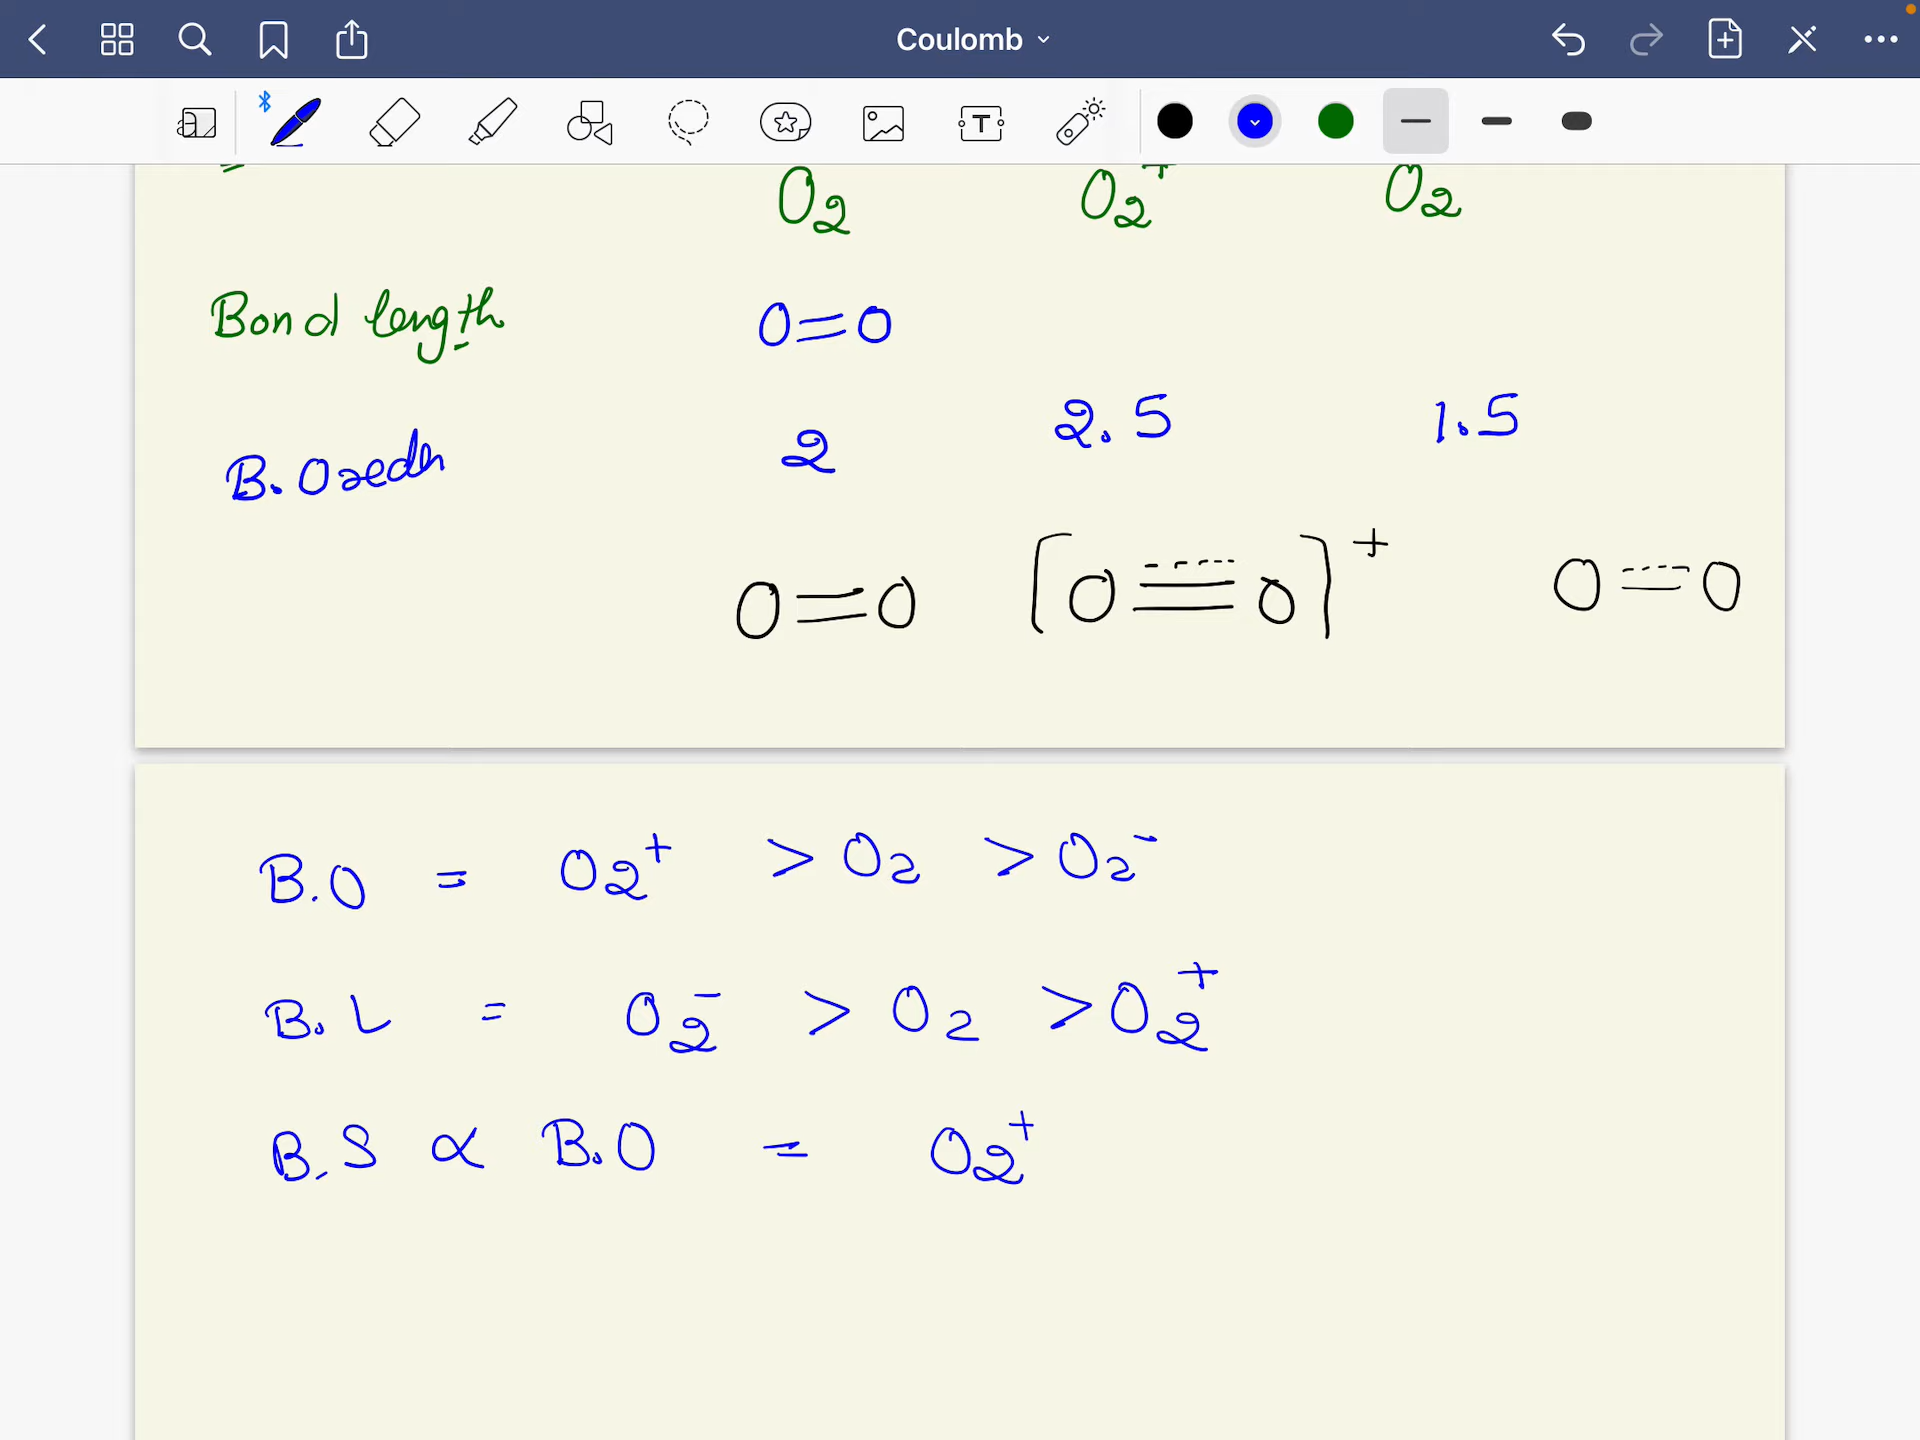 Coulomb
O₂ O₂⁺ O₂
Bond length O=O
B. Order 2 2.5 1.5
O=O [O≡O]⁺ O=O
B.O = O₂⁺ > O₂ > O₂⁻
B.L = O₂⁻ > O₂ > O₂⁺
B.S ∝ B.O = O₂⁺